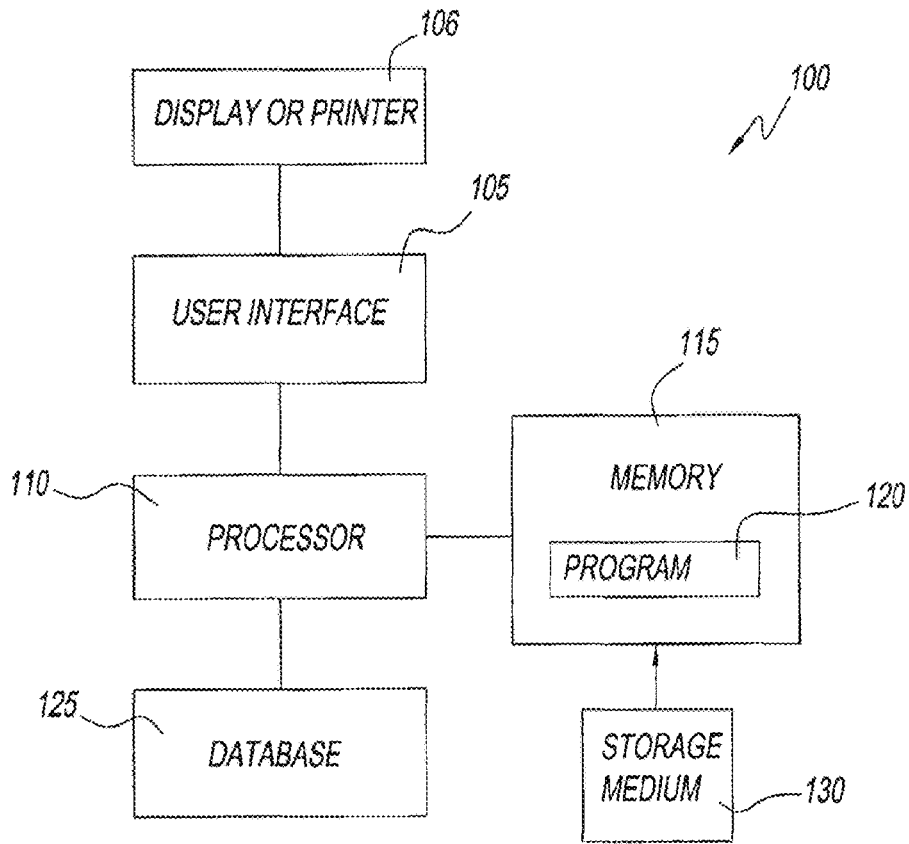 106
DISPLAY OR PRINTER
100
105
USER INTERFACE
115
110
MEMORY
120
PROCESSOR
PROGRAM
125
DATABASE
STORAGE
MEDIUM
130